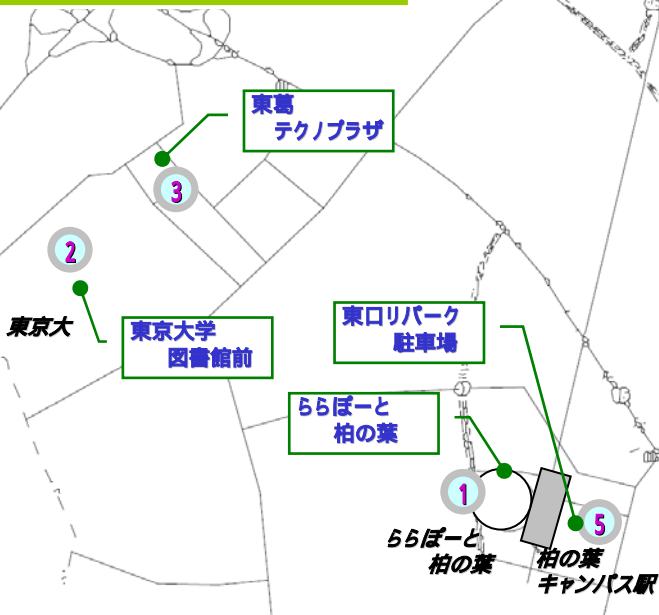 東葛
テクノプラザ
3
2
東京大
東京大学
図書館前
東口リパーク
駐車場
ららぽーと
柏の葉
1
5
ららぽーと
柏の葉
柏の葉
キャンパス駅